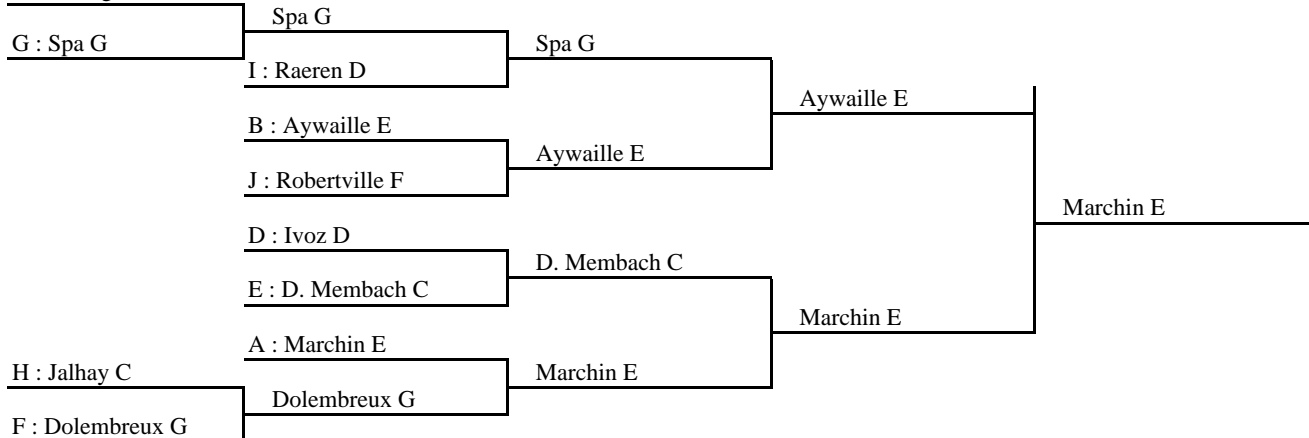 Spa G
G : Spa G
Spa G
I : Raeren D
Aywaille E
B : Aywaille E
Aywaille E
J : Robertville F
Marchin E
D : Ivoz D
D. Membach C
E : D. Membach C
Marchin E
A : Marchin E
H : Jalhay C
Marchin E
Dolembreux G
F : Dolembreux G